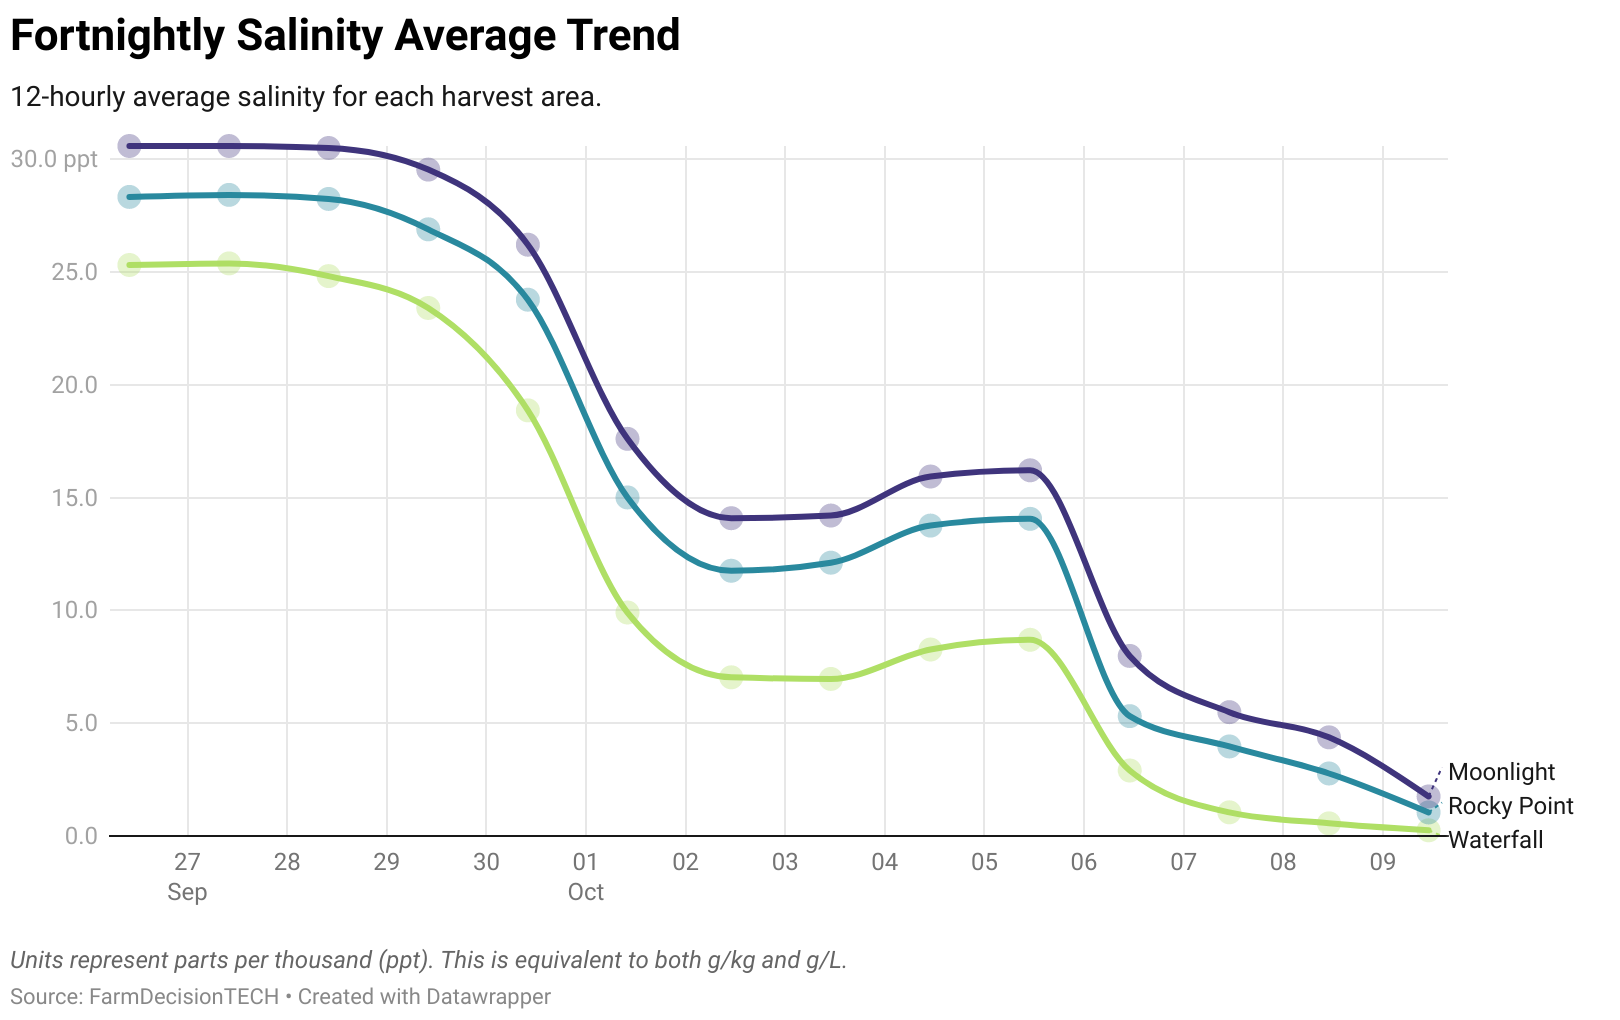 Fortnightly Salinity Average Trend
12-hourly average salinity for each harvest area.
30.0 ppt
25.0
20.0
15.0
10.0
5.0
0.0
Moonlight
Rocky Point
Waterfall
27 28 29 30 01 02 03 04 05 06 07 08 09
Sep Oct
Units represent parts per thousand (ppt). This is equivalent to both g/kg and g/L.
Source: FarmDecisionTECH • Created with Datawrapper